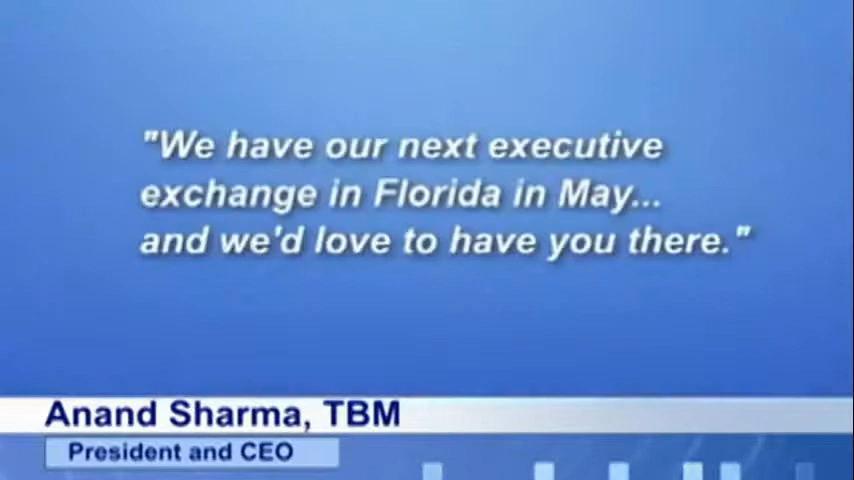 "We have our next executive
exchange in Florida in May...
and we'd love to have you there."
Anand Sharma, TBM
President and CEO